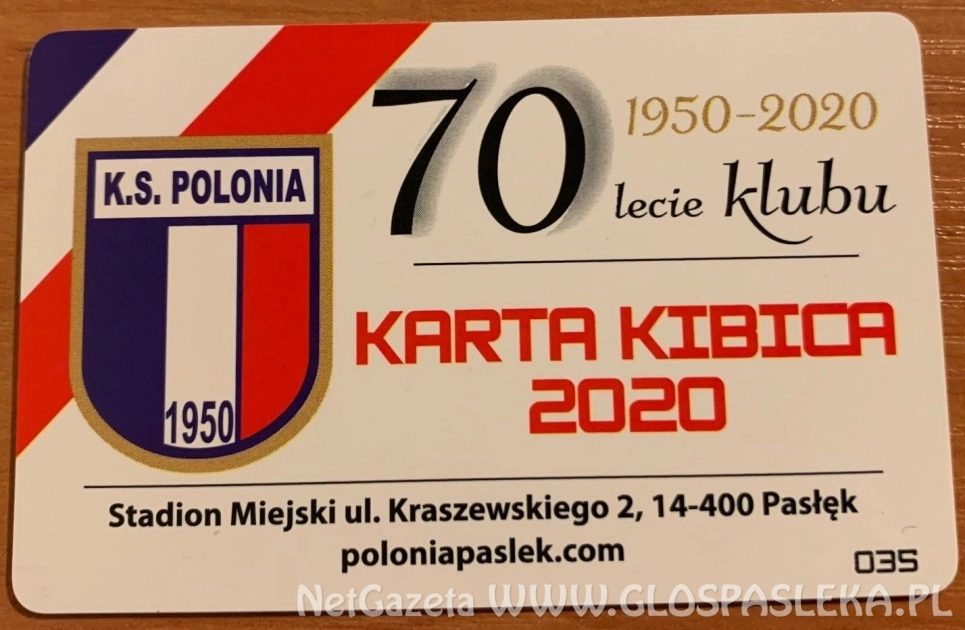 K.S. POLONIA
1950
70
1950-2020
lecie klubu
KARTA KIBICA
2020
Stadion Miejski ul. Kraszewskiego 2, 14-400 Pasłęk
poloniapaslek.com
035
NetGazeta WWW.GLOSPASLEKA.PL